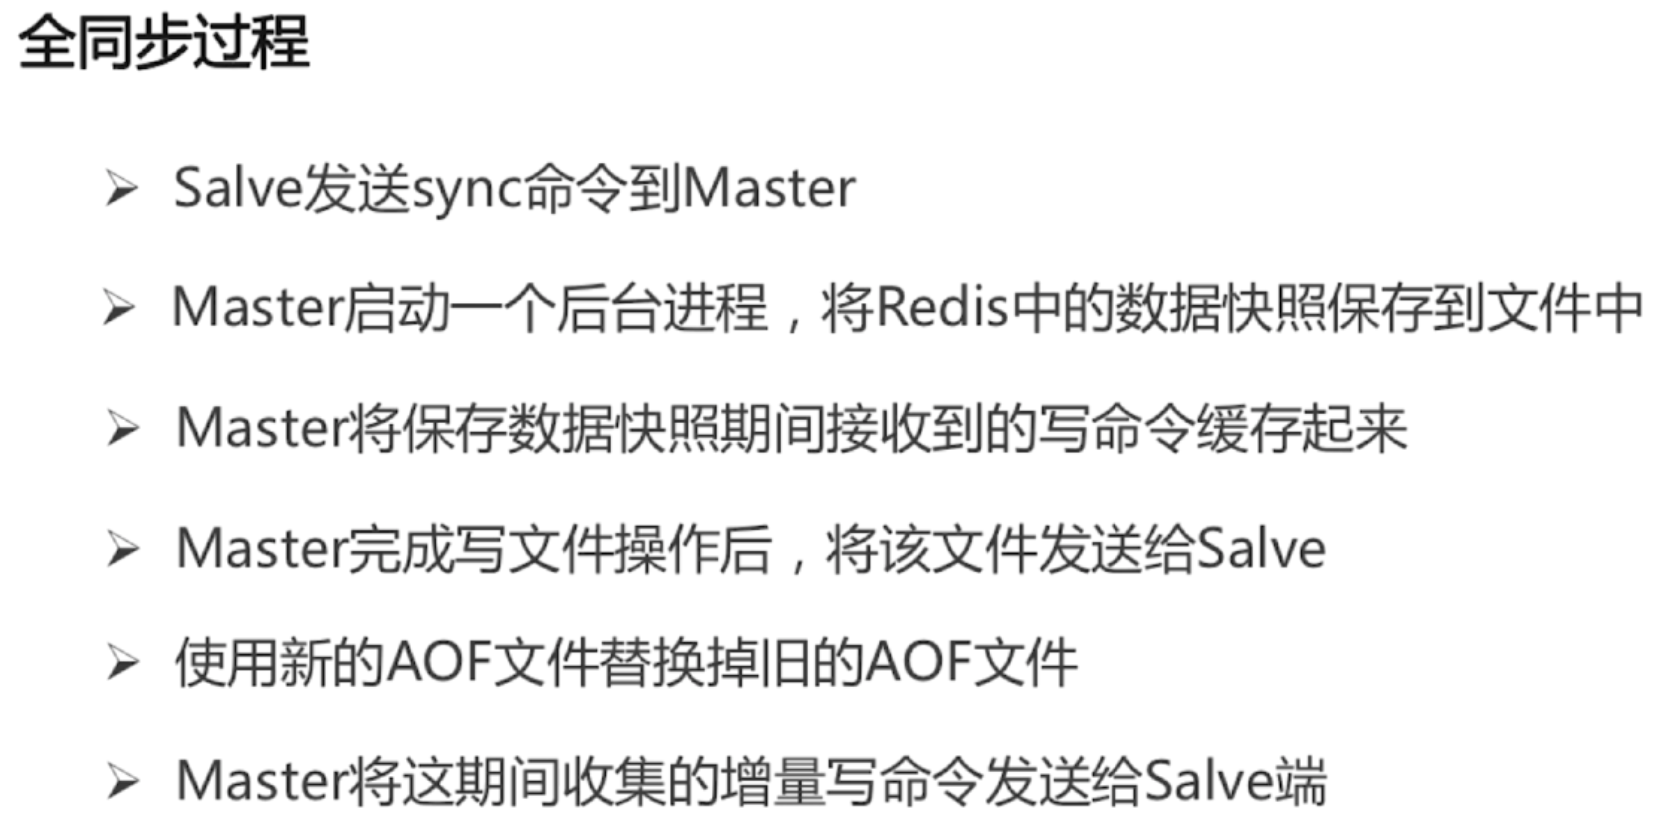 全同步过程
Salve发送sync命令到Master
Master启动一个后台进程，将Redis中的数据快照保存到文件中
Master将保存数据快照期间接收到的写命令缓存起来
Master完成写文件操作后，将该文件发送给Salve
使用新的AOF文件替换掉旧的AOF文件
Master将这期间收集的增量写命令发送给Salve端